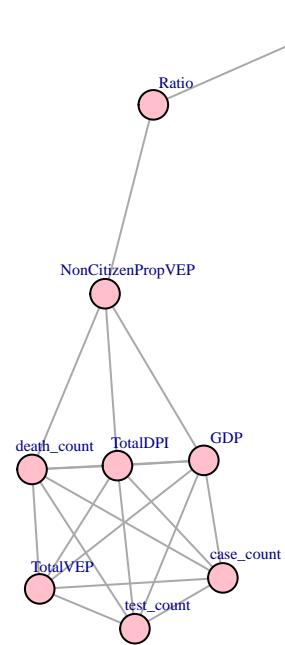 Ratio
NonCitizenPropVEP
GDP
TotalDPI
death_count
case_count
TotalVEP
test_count